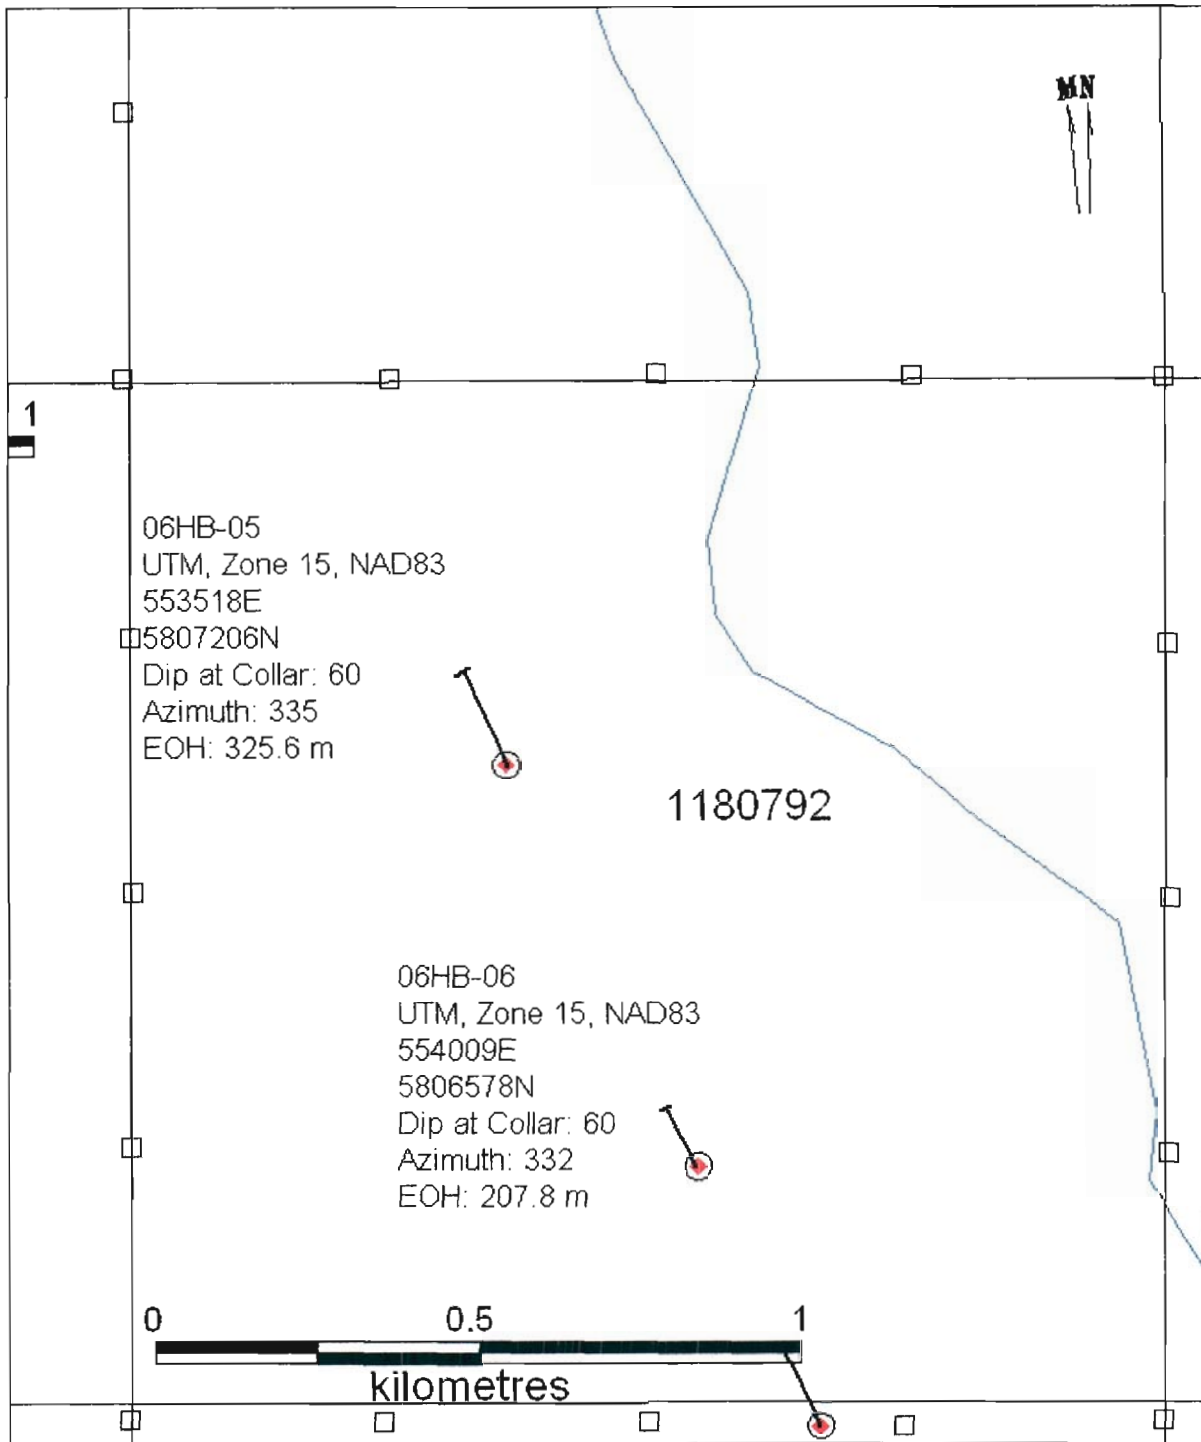 MN
1
06HB-05
UTM, Zone 15, NAD83
553518E
5807206N
Dip at Collar: 60
Azimuth: 335
EOH: 325.6 m
1180792
06HB-06
UTM, Zone 15, NAD83
554009E
5806578N
Dip at Collar: 60
Azimuth: 332
EOH: 207.8 m
0 0.5 1
kilometres